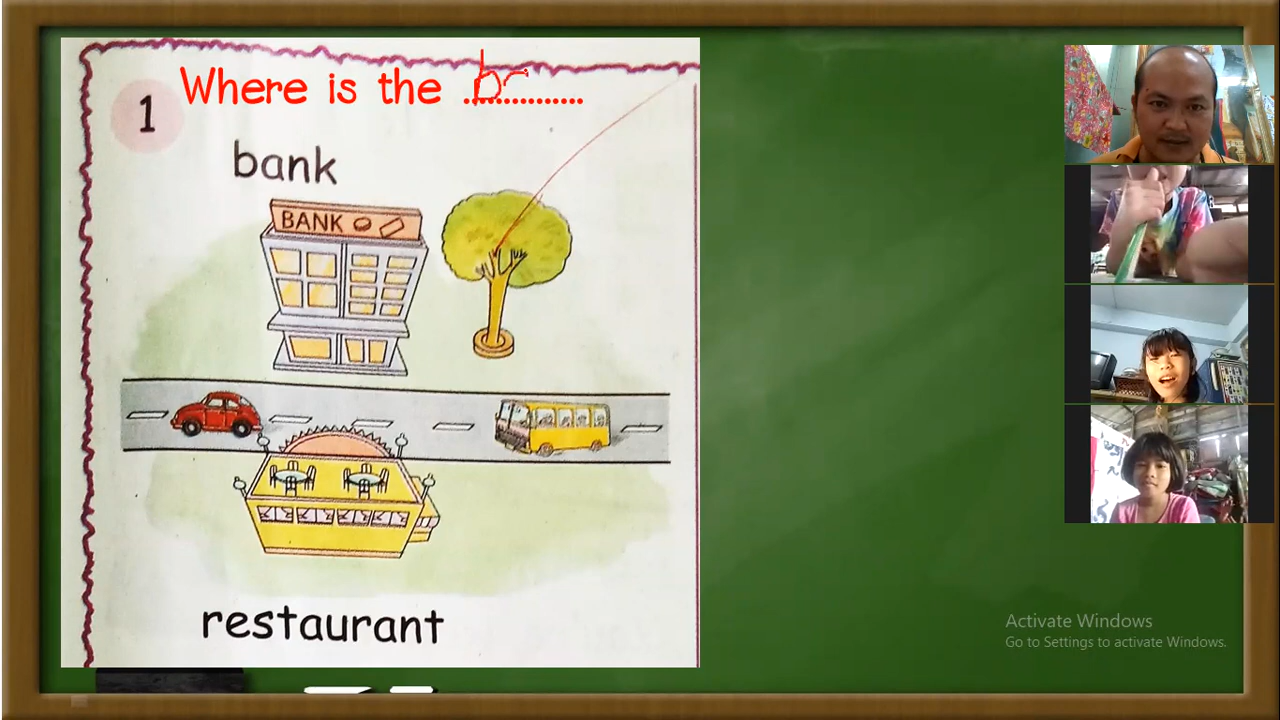 Where is the ..............
1
bank
BANK
restaurant
Activate Windows
Go to Settings to activate Windows.